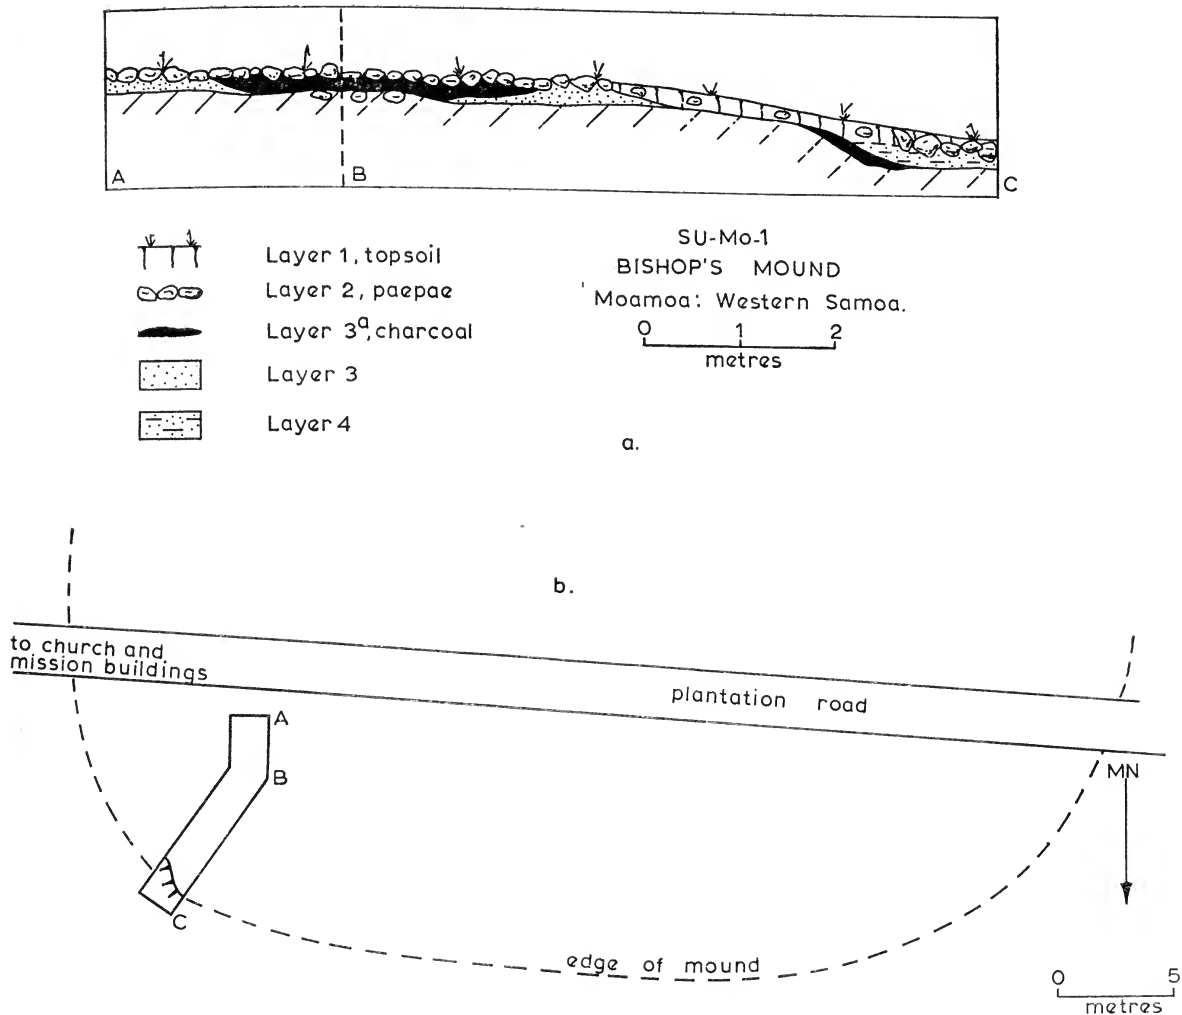 A
B
C
Layer 1, topsoil
Layer 2, paepae
Layer 3a, charcoal
Layer 3
Layer 4
SU-Mo-1
BISHOP'S MOUND
Moamoa: Western Samoa.
0 1 2
metres
a.
b.
to church and
mission buildings
plantation road
A
B
C
MN
edge of mound
0 5
metres